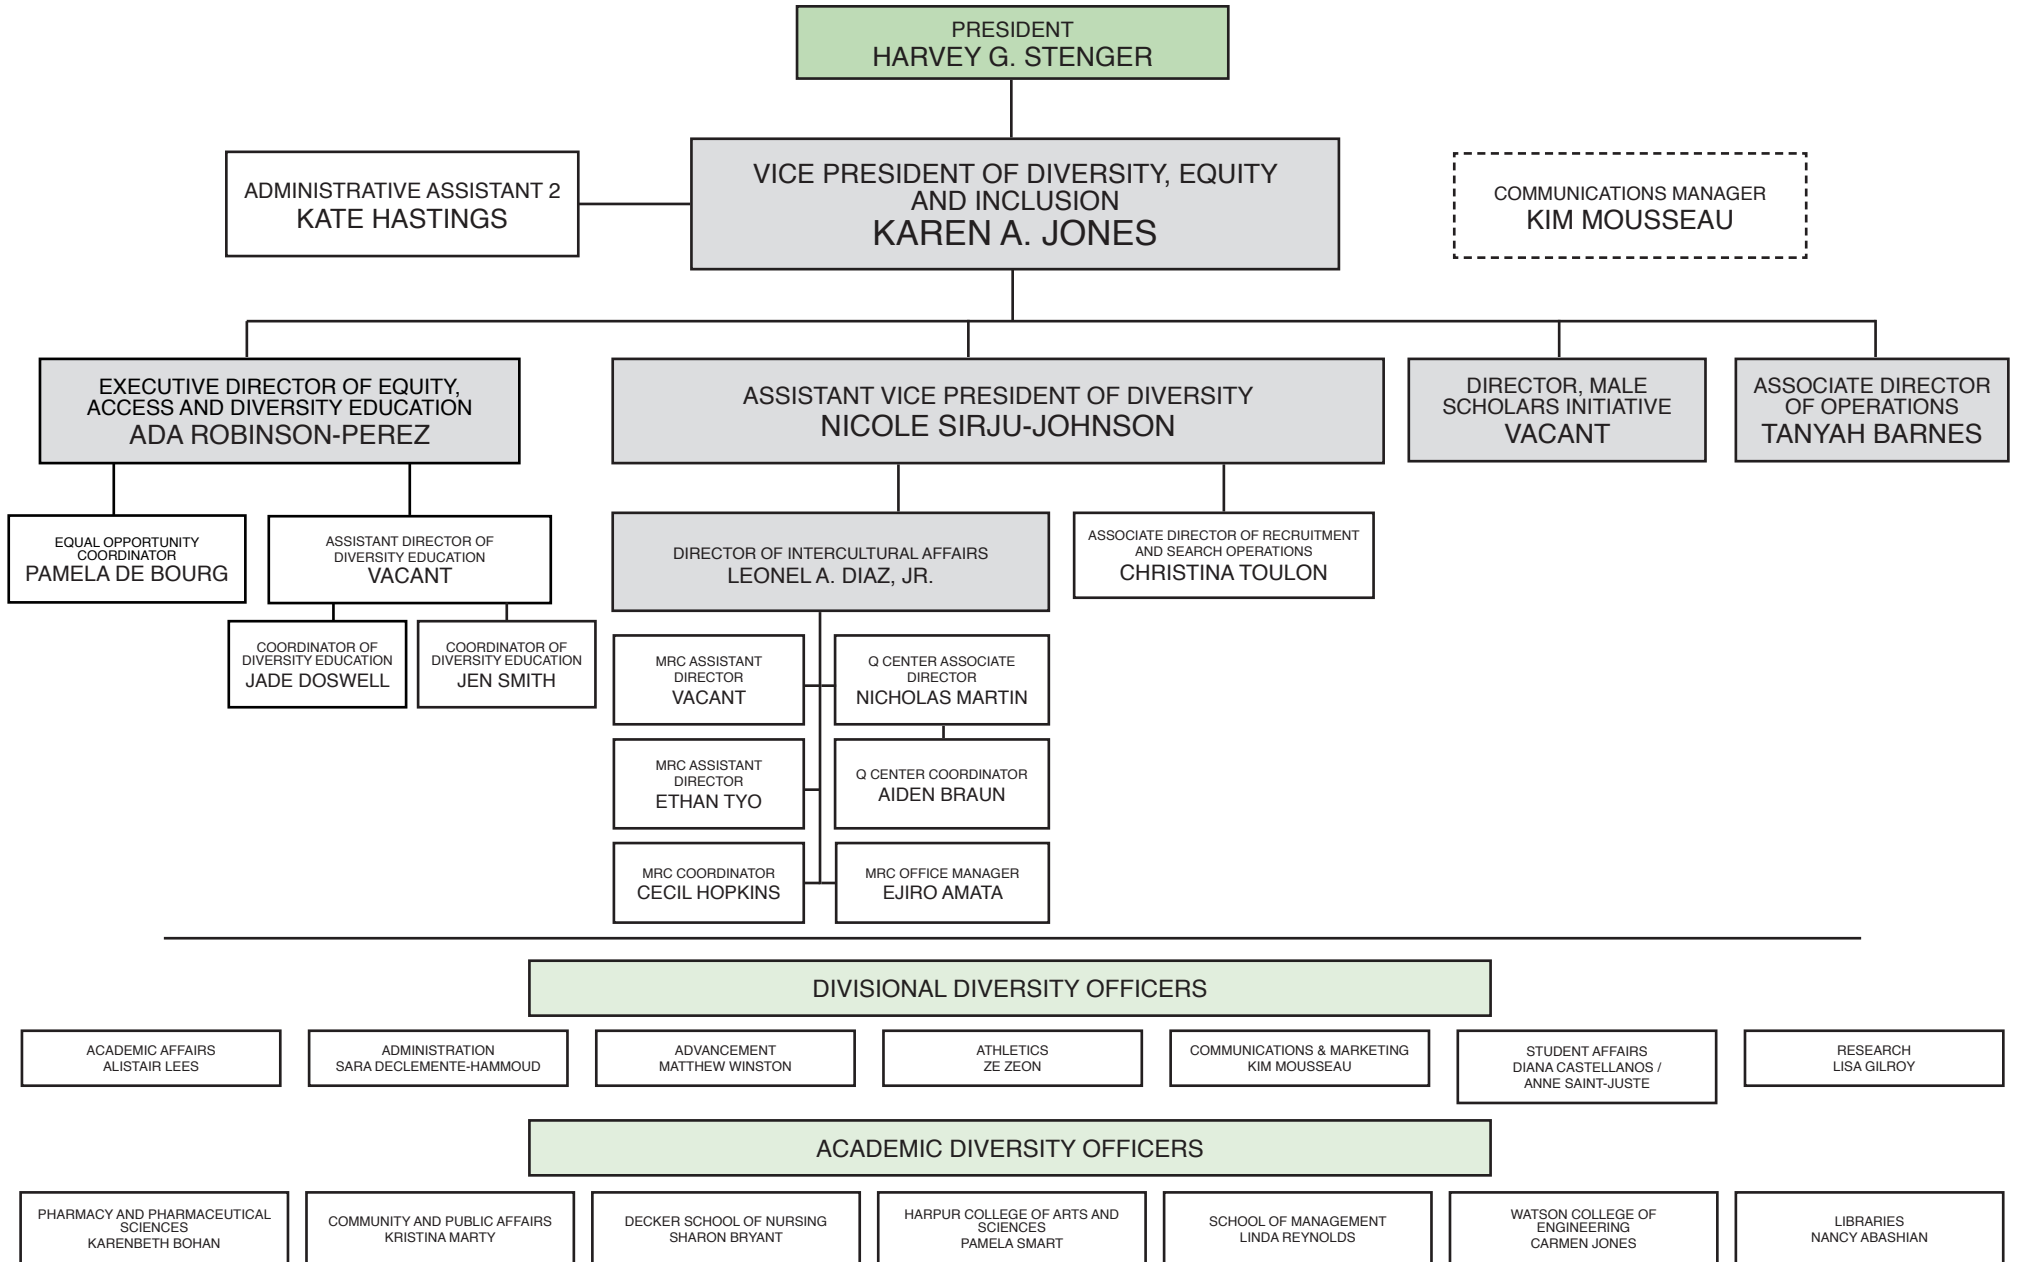 PRESIDENT
HARVEY G. STENGER
ADMINISTRATIVE ASSISTANT 2
KATE HASTINGS
VICE PRESIDENT OF DIVERSITY, EQUITY
AND INCLUSION
KAREN A. JONES
COMMUNICATIONS MANAGER
KIM MOUSSEAU
EXECUTIVE DIRECTOR OF EQUITY,
ACCESS AND DIVERSITY EDUCATION
ADA ROBINSON-PEREZ
ASSISTANT VICE PRESIDENT OF DIVERSITY
NICOLE SIRJU-JOHNSON
DIRECTOR, MALE
SCHOLARS INITIATIVE
VACANT
ASSOCIATE DIRECTOR
OF OPERATIONS
TANYAH BARNES
EQUAL OPPORTUNITY
COORDINATOR
PAMELA DE BOURG
ASSISTANT DIRECTOR OF
DIVERSITY EDUCATION
VACANT
DIRECTOR OF INTERCULTURAL AFFAIRS
LEONEL A. DIAZ, JR.
ASSOCIATE DIRECTOR OF RECRUITMENT
AND SEARCH OPERATIONS
CHRISTINA TOULON
COORDINATOR OF
DIVERSITY EDUCATION
JADE DOSWELL
COORDINATOR OF
DIVERSITY EDUCATION
JEN SMITH
MRC ASSISTANT
DIRECTOR
VACANT
Q CENTER ASSOCIATE
DIRECTOR
NICHOLAS MARTIN
MRC ASSISTANT
DIRECTOR
ETHAN TYO
Q CENTER COORDINATOR
AIDEN BRAUN
MRC COORDINATOR
CECIL HOPKINS
MRC OFFICE MANAGER
EJIRO AMATA
DIVISIONAL DIVERSITY OFFICERS
ACADEMIC AFFAIRS
ALISTAIR LEES
ADMINISTRATION
SARA DECLEMENTE-HAMMOUD
ADVANCEMENT
MATTHEW WINSTON
ATHLETICS
ZE ZEON
COMMUNICATIONS & MARKETING
KIM MOUSSEAU
STUDENT AFFAIRS
DIANA CASTELLANOS /
ANNE SAINT-JUSTE
RESEARCH
LISA GILROY
ACADEMIC DIVERSITY OFFICERS
PHARMACY AND PHARMACEUTICAL
SCIENCES
KARENBETH BOHAN
COMMUNITY AND PUBLIC AFFAIRS
KRISTINA MARTY
DECKER SCHOOL OF NURSING
SHARON BRYANT
HARPUR COLLEGE OF ARTS AND
SCIENCES
PAMELA SMART
SCHOOL OF MANAGEMENT
LINDA REYNOLDS
WATSON COLLEGE OF
ENGINEERING
CARMEN JONES
LIBRARIES
NANCY ABASHIAN